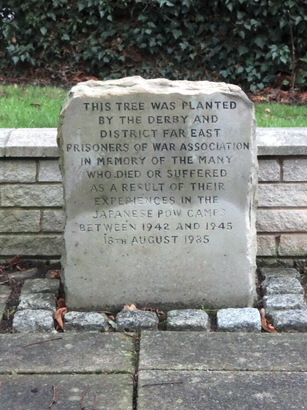 THIS TREE WAS PLANTED
BY THE DERBY AND
DISTRICT FAR EAST
PRISONERS OF WAR ASSOCIATION
IN MEMORY OF THE MANY
WHO DIED OR SUFFERED
AS A RESULT OF THEIR
EXPERIENCES IN THE
JAPANESE POW CAMPS
BETWEEN 1942 AND 1945
18TH AUGUST 1985